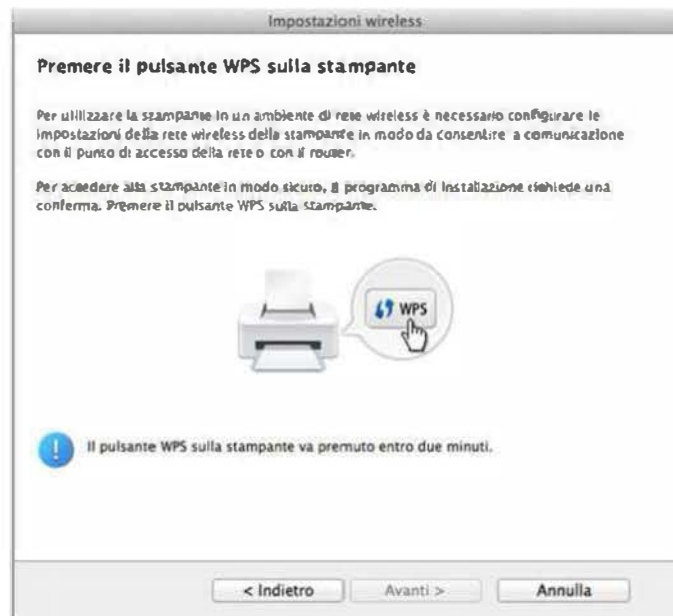 Impostazioni wireless
Premere il pulsante WPS sulla stampante
Per utilizzare la stampante in un ambiente di rete wireless è necessario configurare le
impostazioni della rete wireless della stampante in modo da consentire a comunicazione
con il punto di accesso della rete o con il router.
Per accedere alla stampante in modo sicuro, il programma di installazione richiede una
conferma. Premere il pulsante WPS sulla stampante.
WPS
Il pulsante WPS sulla stampante va premuto entro due minuti.
< Indietro
Avanti >
Annulla